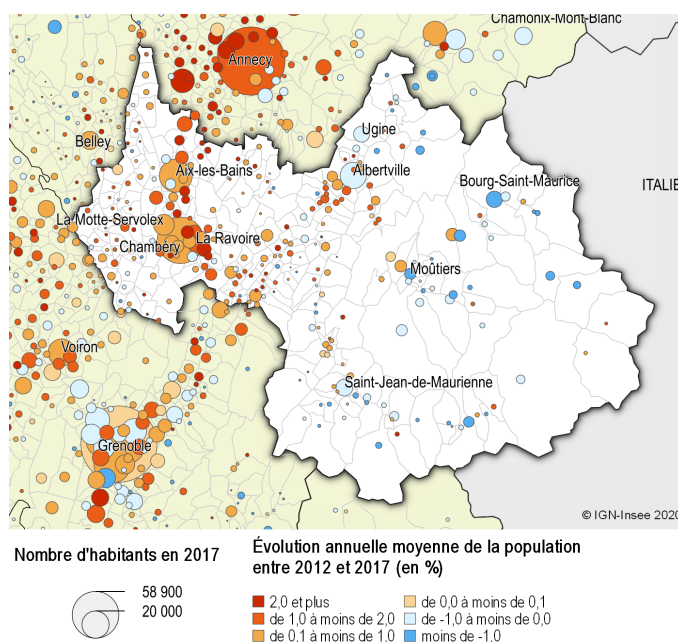 Chamonix-Mont-Blanc
Annecy
Ugine
Belley
Aix-les-Bains
Albertville
Bourg-Saint-Maurice
ITALIE
La-Motte-Servolex
La Ravoire
Chambéry
Moûtiers
Voiron
Saint-Jean-de-Maurienne
Grenoble
© IGN-Insee 2020
Nombre d'habitants en 2017
58 900
20 000
Évolution annuelle moyenne de la population
entre 2012 et 2017 (en %)
2,0 et plus
de 1,0 à moins de 2,0
de 0,1 à moins de 1,0
de 0,0 à moins de 0,1
de -1,0 à moins de 0,0
moins de -1,0